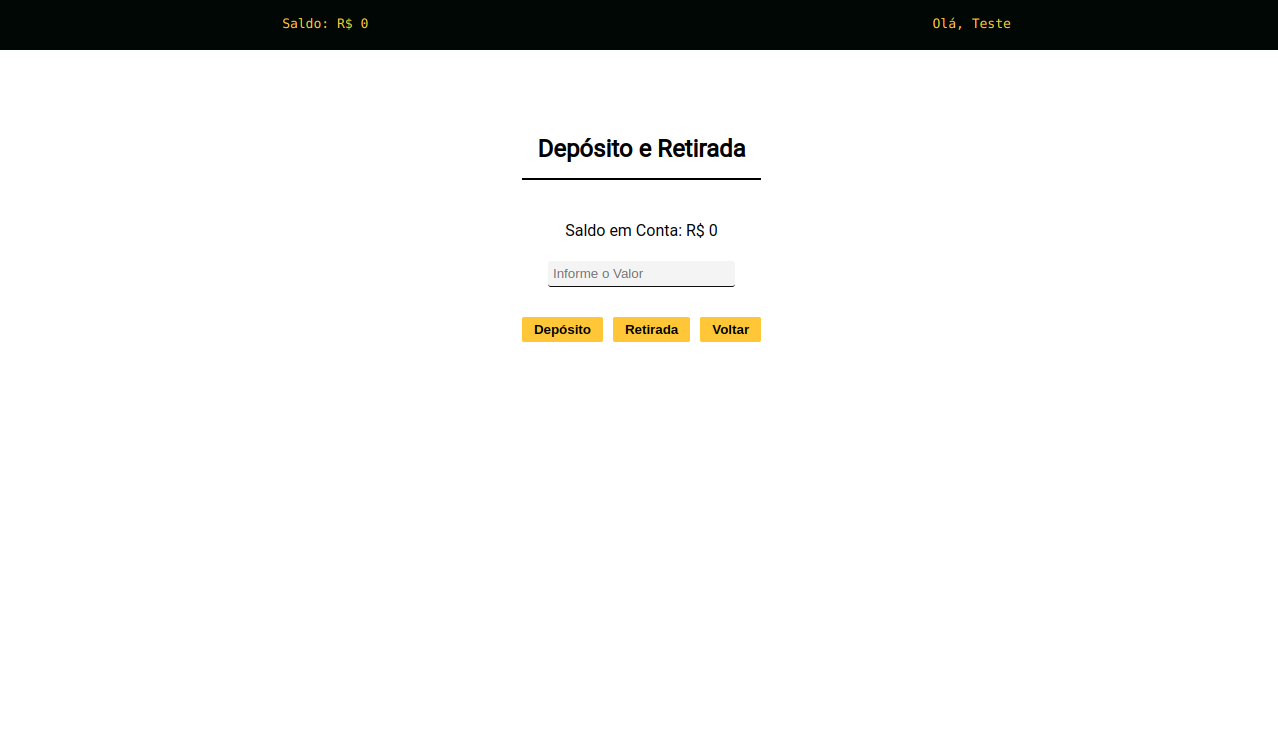 Saldo: R$ 0 Olá, Teste
Depósito e Retirada
Saldo em Conta: R$ 0
Informe o Valor
Depósito Retirada Voltar